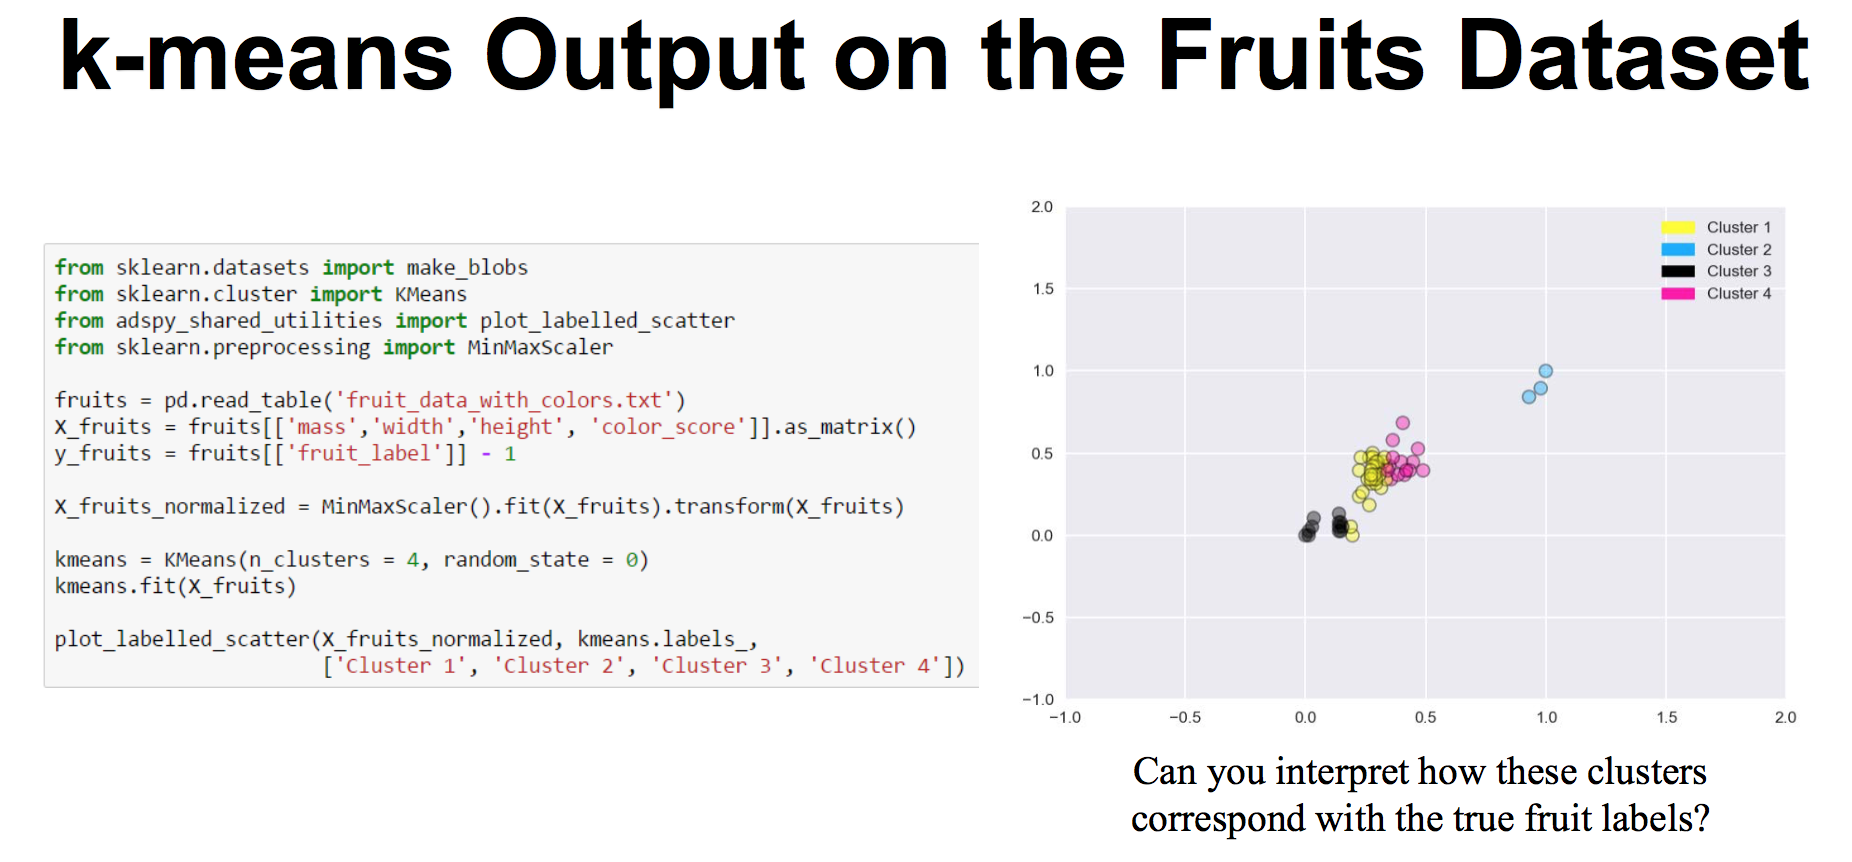 k-means Output on the Fruits Dataset
from sklearn.datasets import make_blobs
from sklearn.cluster import KMeans
from adspy_shared_utilities import plot_labelled_scatter
from sklearn.preprocessing import MinMaxScaler
fruits = pd.read_table('fruit_data_with_colors.txt')
X_fruits = fruits[['mass','width','height', 'color_score']].as_matrix()
y_fruits = fruits[['fruit_label']] - 1
X_fruits_normalized = MinMaxScaler().fit(X_fruits).transform(X_fruits)
kmeans = KMeans(n_clusters = 4, random_state = 0)
kmeans.fit(X_fruits)
plot_labelled_scatter(X_fruits_normalized, kmeans.labels_,
['Cluster 1', 'Cluster 2', 'Cluster 3', 'Cluster 4'])
2.0
1.5
1.0
0.5
0.0
−0.5
−1.0
−1.0 −0.5 0.0 0.5 1.0 1.5 2.0
Cluster 1
Cluster 2
Cluster 3
Cluster 4
Can you interpret how these clusters
correspond with the true fruit labels?